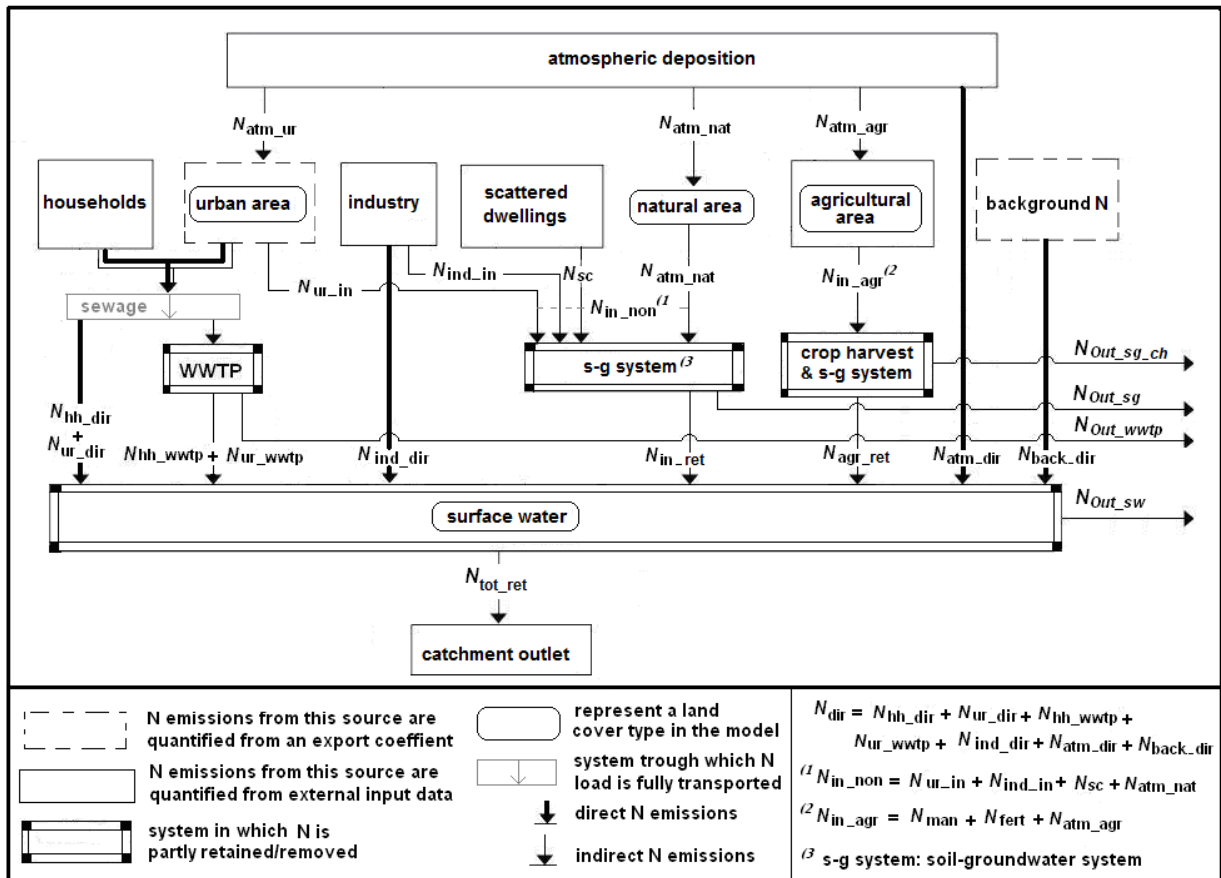 atmospheric deposition
N atm_ur
N atm_nat
N atm_agr
households
urban area
industry
scattered
dwellings
natural area
agricultural
area
background N
N ur_in
N ind_in
N sc
N atm_nat
N in_agr (2
N in_non (1
sewage
WWTP
s-g system (3
crop harvest
& s-g system
N Out_sg_ch
N Out_sg
N Out_wwtp
N hh_dir
+
N ur_dir
N hh_wwtp + N ur_wwtp
N ind_dir
N in_ret
N agr_ret
N atm_dir
N back_dir
surface water
N Out_sw
N tot_ret
catchment outlet
N emissions from this source are
quantified from an export coeffient
N emissions from this source are
quantified from external input data
system in which N is
partly retained/removed
represent a land
cover type in the model
system trough which N
load is fully transported
direct N emissions
indirect N emissions
N dir = N hh_dir + N ur_dir + N hh_wwtp +
N ur_wwtp + N ind_dir + N atm_dir + N back_dir
(1 N in_non = N ur_in + N ind_in + N sc + N atm_nat
(2 N in_agr = N man + N fert + N atm_agr
(3 s-g system: soil-groundwater system